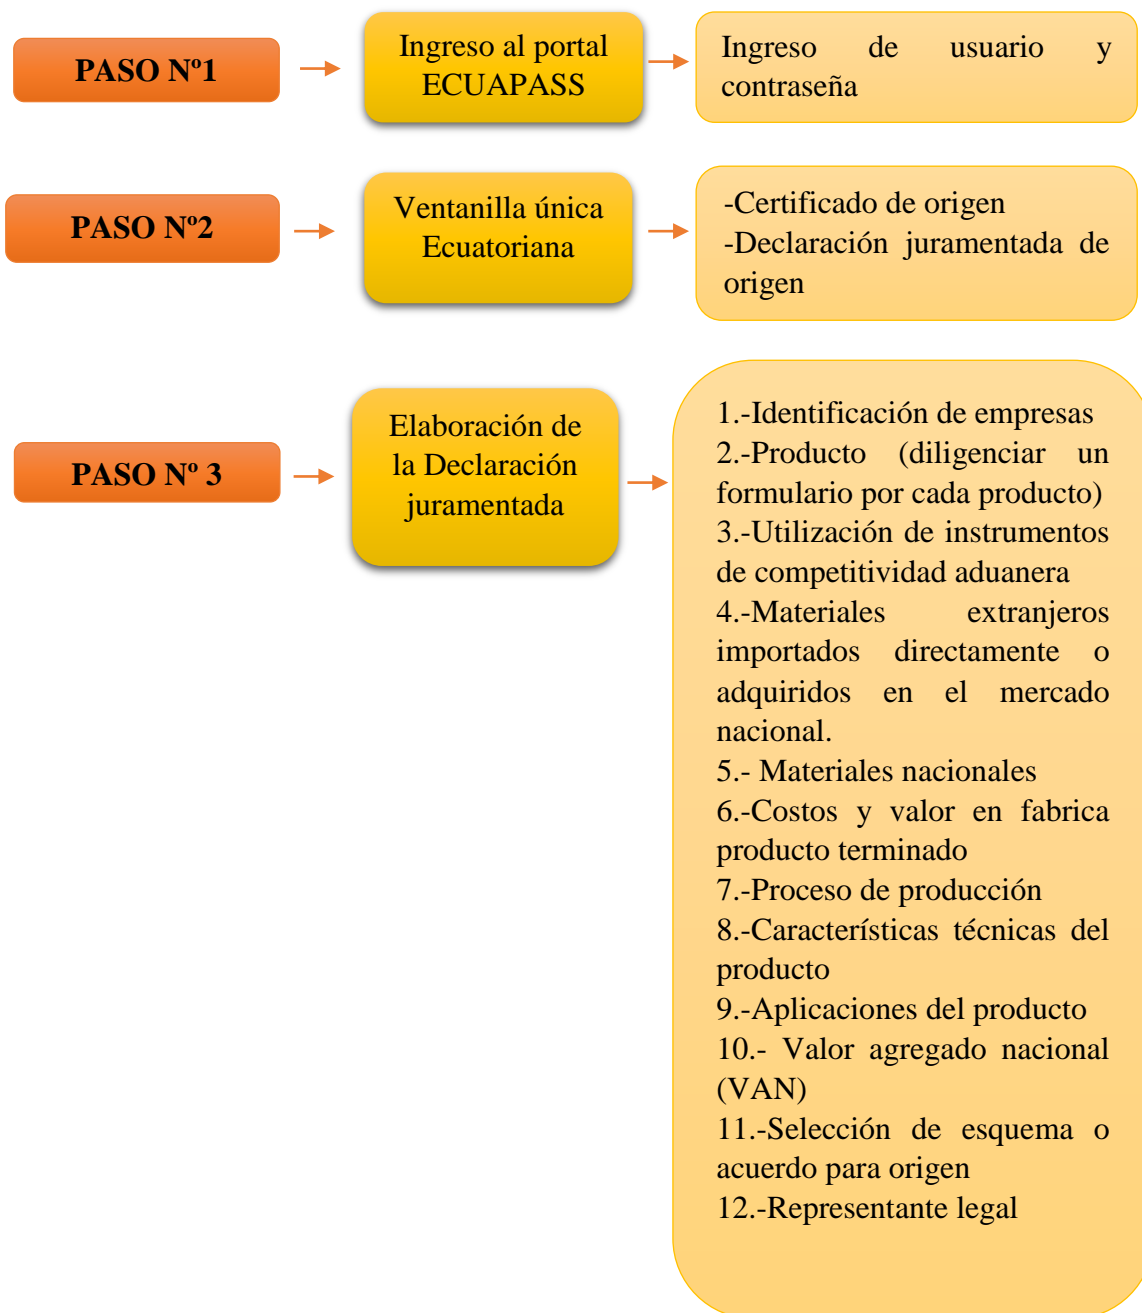 PASO Nº1
Ingreso al portal
ECUAPASS
Ingreso de usuario y
contraseña
PASO Nº2
Ventanilla única
Ecuatoriana
-Certificado de origen
-Declaración juramentada de
origen
PASO Nº 3
Elaboración de
la Declaración
juramentada
1.-Identificación de empresas
2.-Producto (diligenciar un
formulario por cada producto)
3.-Utilización de instrumentos
de competitividad aduanera
4.-Materiales extranjeros
importados directamente o
adquiridos en el mercado
nacional.
5.- Materiales nacionales
6.-Costos y valor en fabrica
producto terminado
7.-Proceso de producción
8.-Características técnicas del
producto
9.-Aplicaciones del producto
10.- Valor agregado nacional
(VAN)
11.-Selección de esquema o
acuerdo para origen
12.-Representante legal